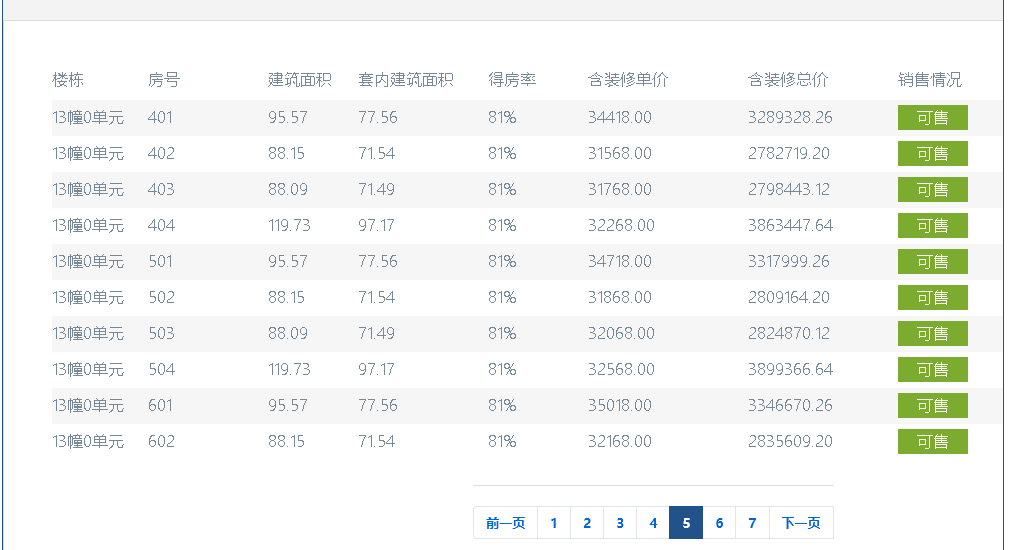 楼栋 房号 建筑面积 套内建筑面积 得房率 含装修单价 含装修总价 销售情况
13幢0单元 401 95.57 77.56 81% 34418.00 3289328.26 可售
13幢0单元 402 88.15 71.54 81% 31568.00 2782719.20 可售
13幢0单元 403 88.09 71.49 81% 31768.00 2798443.12 可售
13幢0单元 404 119.73 97.17 81% 32268.00 3863447.64 可售
13幢0单元 501 95.57 77.56 81% 34718.00 3317999.26 可售
13幢0单元 502 88.15 71.54 81% 31868.00 2809164.20 可售
13幢0单元 503 88.09 71.49 81% 32068.00 2824870.12 可售
13幢0单元 504 119.73 97.17 81% 32568.00 3899366.64 可售
13幢0单元 601 95.57 77.56 81% 35018.00 3346670.26 可售
13幢0单元 602 88.15 71.54 81% 32168.00 2835609.20 可售
前一页 1 2 3 4 5 6 7 下一页